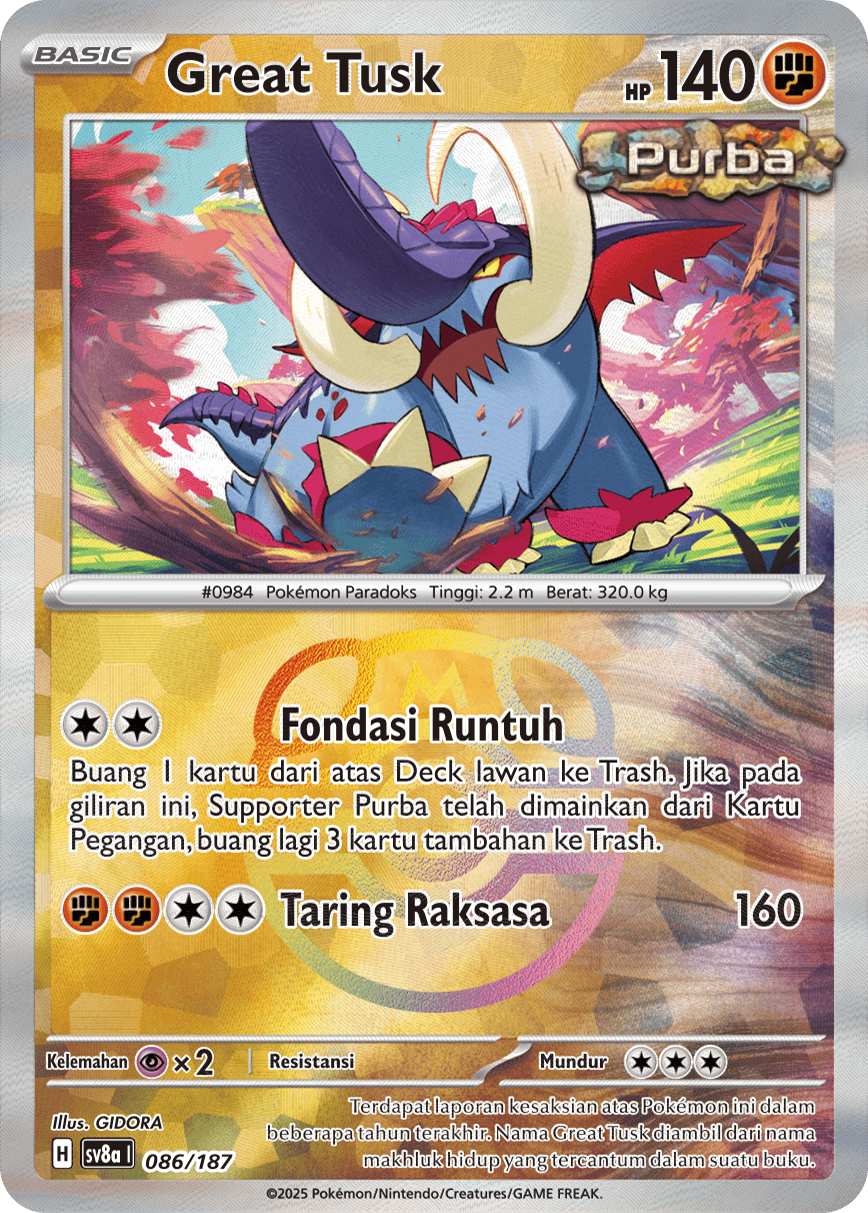 BASIC
Great Tusk
HP 140
Purba
#0984 Pokémon Paradoks Tinggi: 2.2 m Berat: 320.0 kg
M
Fondasi Runtuh
Buang 1 kartu dari atas Deck lawan ke Trash. Jika pada
giliran ini, Supporter Purba telah dimainkan dari Kartu
Pegangan, buang lagi 3 kartu tambahan ke Trash.
Taring Raksasa 160
Kelemahan ×2 Resistansi Mundur
Illus. GIDORA
H sv8a I 086/187
Terdapat laporan kesaksian atas Pokémon ini dalam
beberapa tahun terakhir. Nama Great Tusk diambil dari nama
makhluk hidup yang tercantum dalam suatu buku.
©2025 Pokémon/Nintendo/Creatures/GAME FREAK.